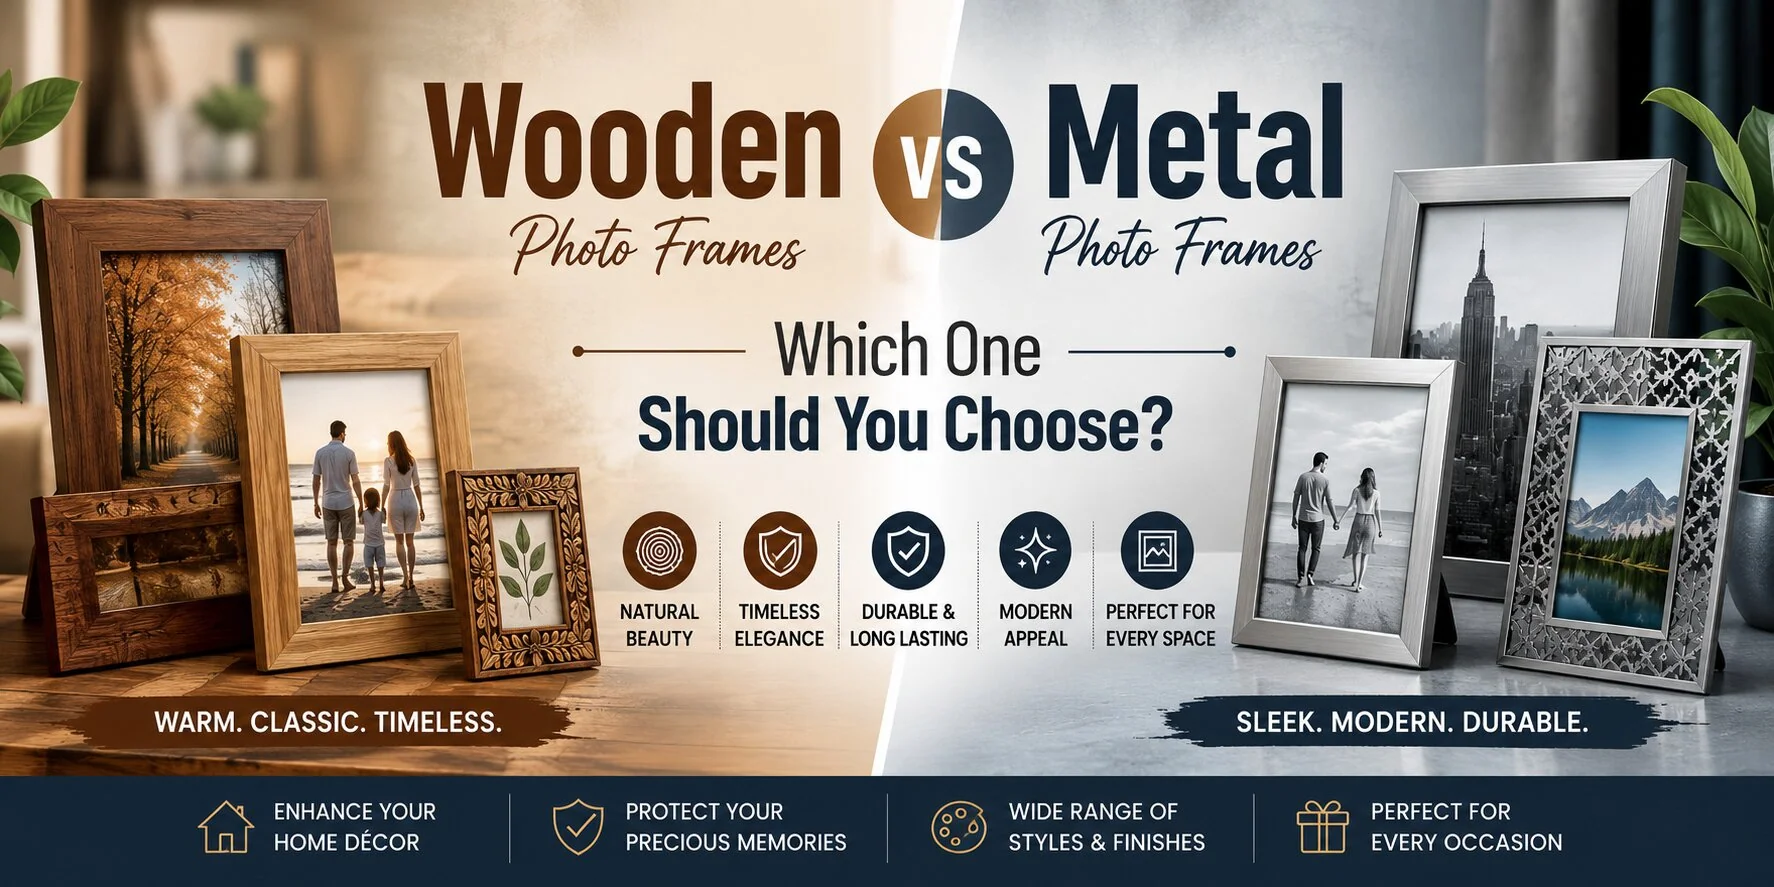 Wooden
VS
Metal
Photo Frames
Photo Frames
Which One
Should You Choose?
NATURAL
BEAUTY
TIMELESS
ELEGANCE
DURABLE &
LONG LASTING
MODERN
APPEAL
PERFECT FOR
EVERY SPACE
WARM. CLASSIC. TIMELESS.
SLEEK. MODERN. DURABLE.
ENHANCE YOUR
HOME DÉCOR
PROTECT YOUR
PRECIOUS MEMORIES
WIDE RANGE OF
STYLES & FINISHES
PERFECT FOR
EVERY OCCASION